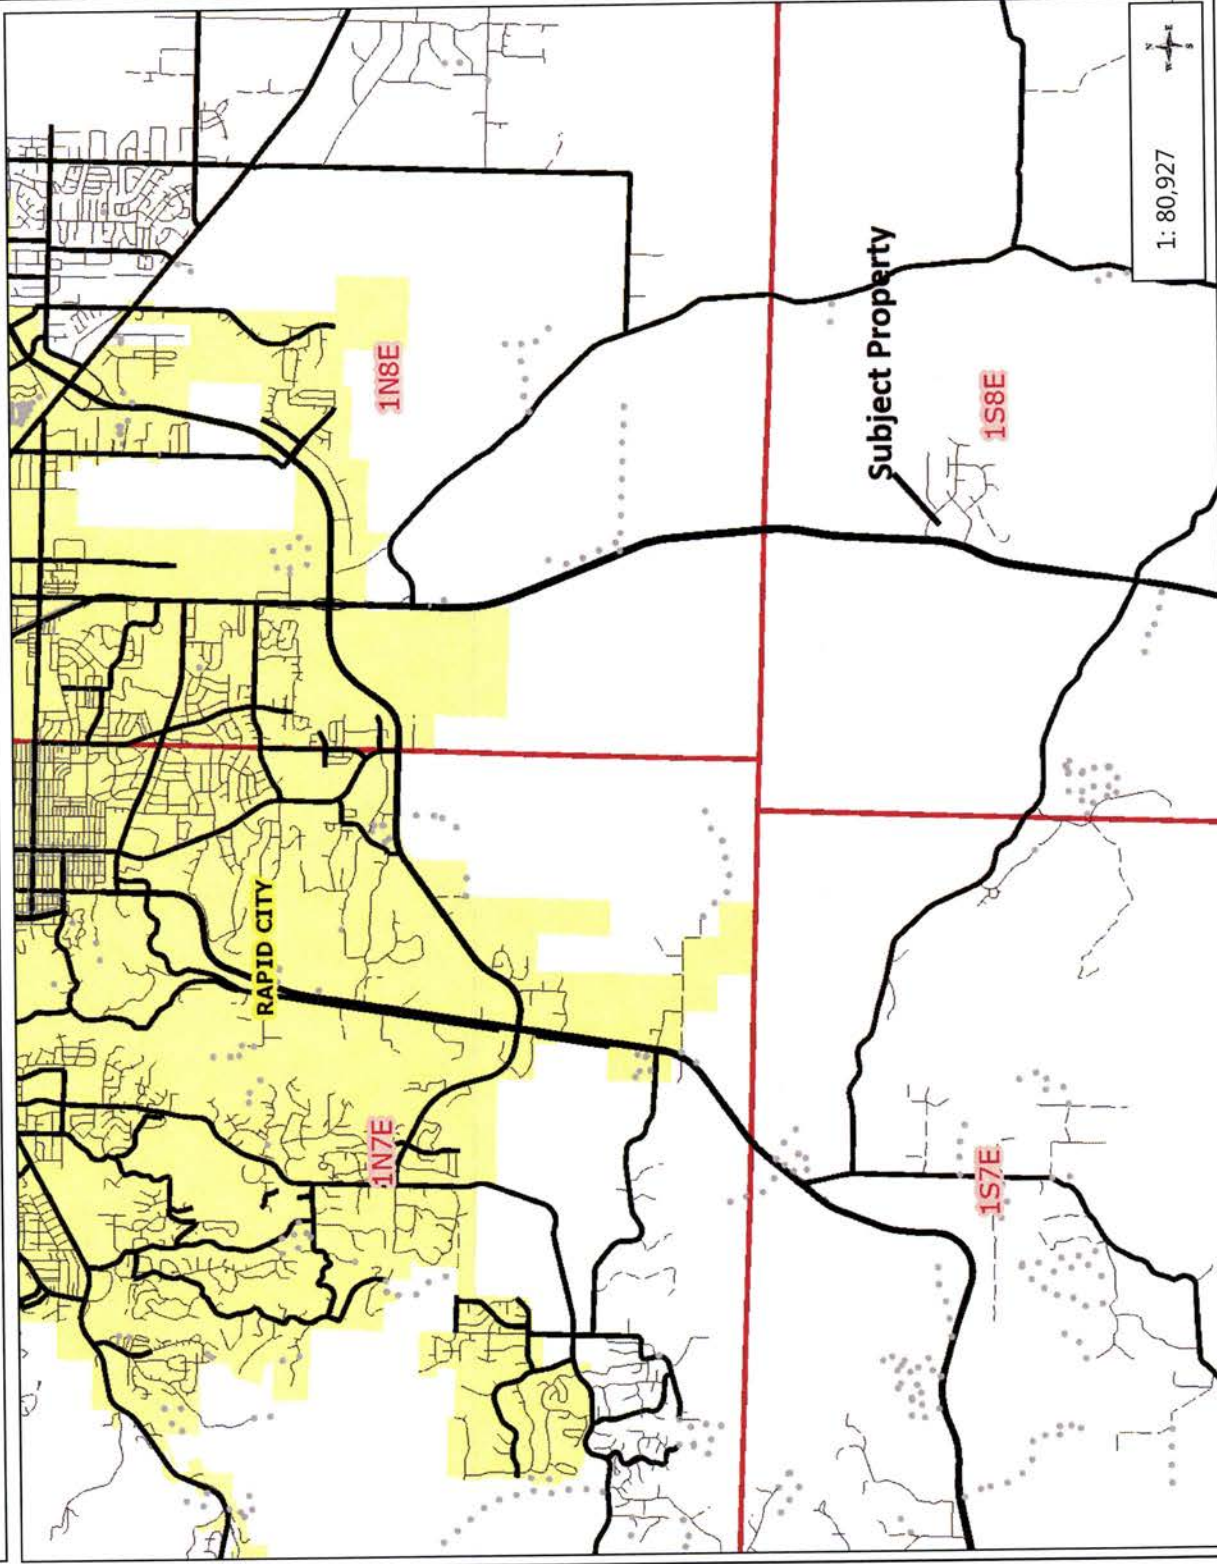 RAPID CITY
1N7E
1N8E
Subject Property
1S7E
1S8E
N
W E
S
1: 80,927